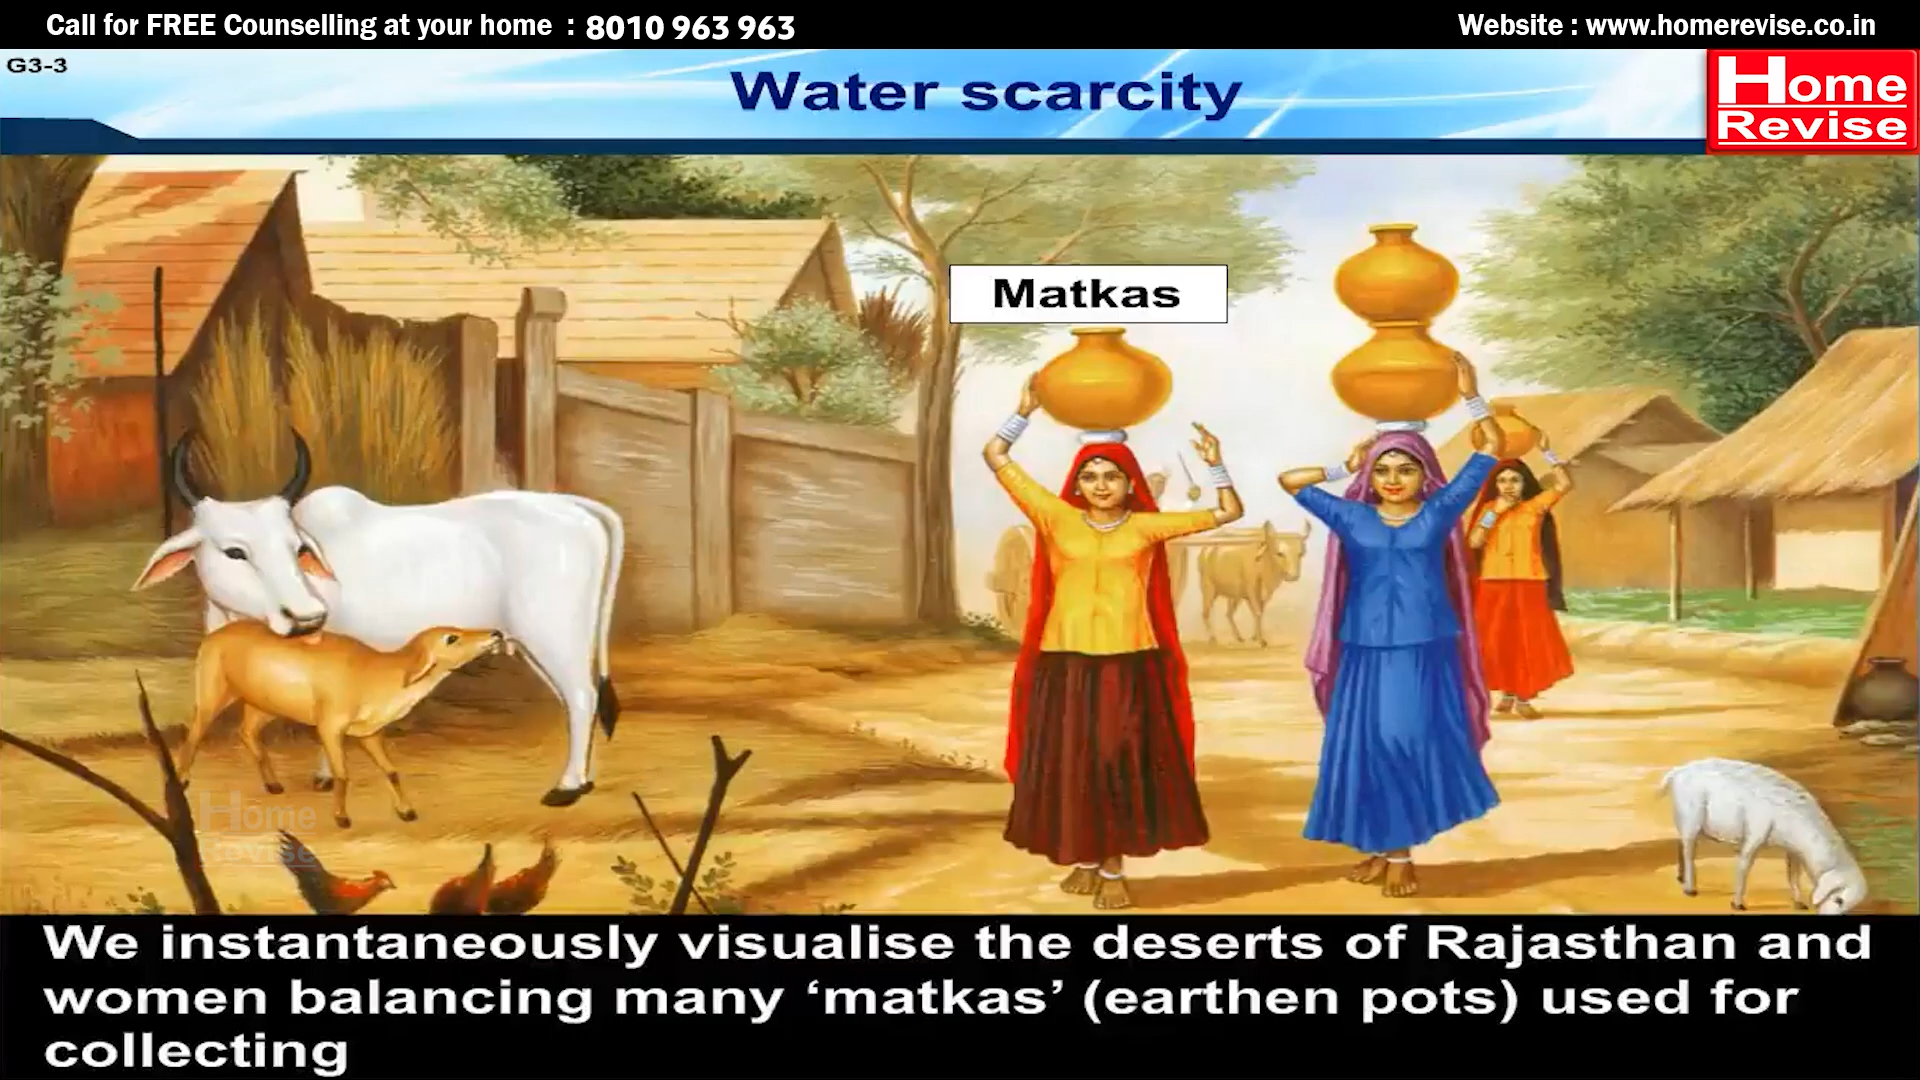 Call for FREE Counselling at your home : 8010 963 963
Website : www.homerevise.co.in
G3-3
Water scarcity
Home
Revise
Matkas
Home
Revise
We instantaneously visualise the deserts of Rajasthan and
women balancing many ‘matkas’ (earthen pots) used for
collecting